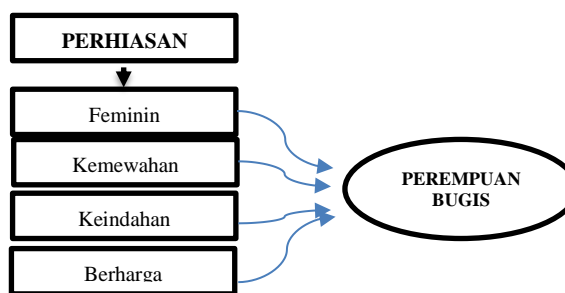 PERHIASAN
Feminin
Kemewahan
Keindahan
Berharga
PEREMPUAN
BUGIS